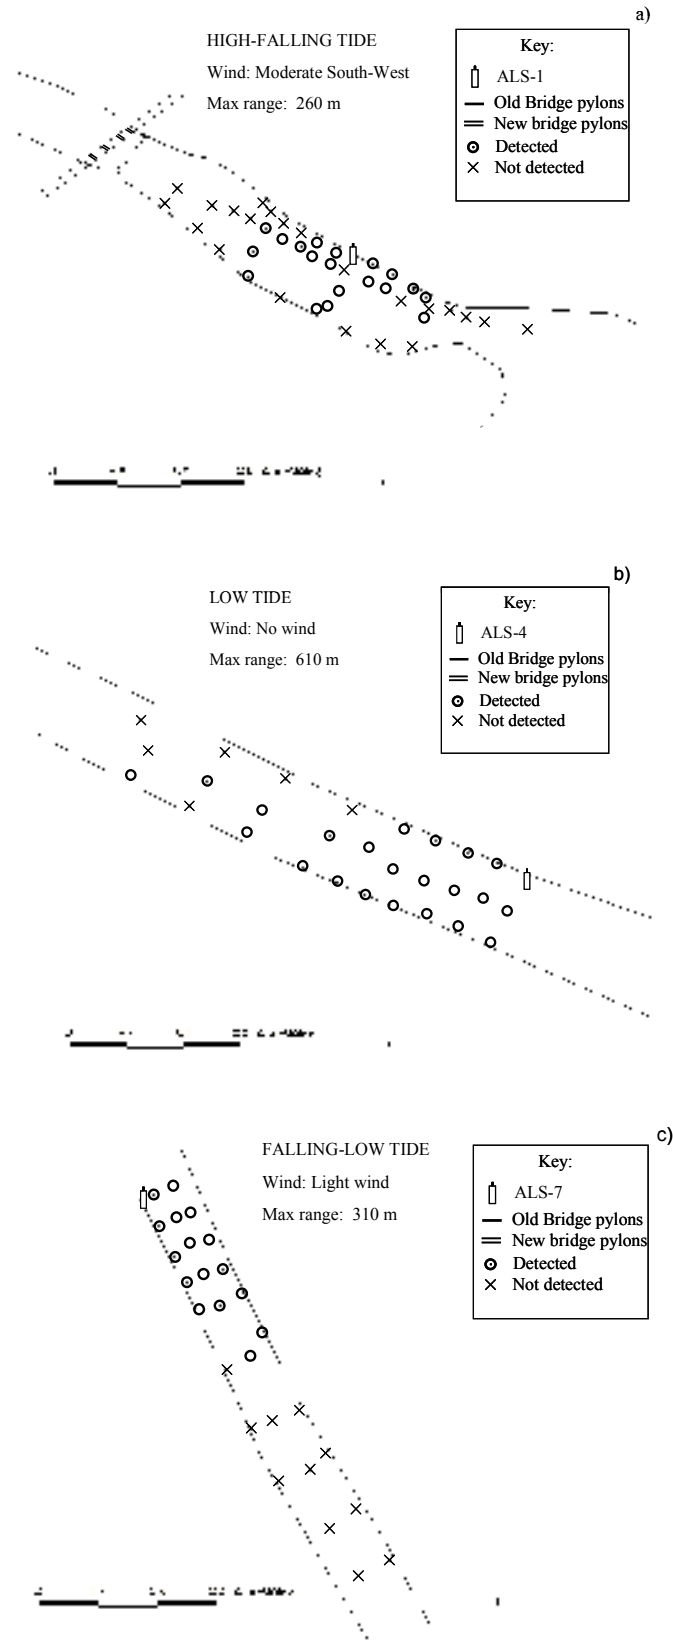 a)
HIGH-FALLING TIDE
Wind: Moderate South-West
Max range: 260 m
Key:
ALS-1
Old Bridge pylons
New bridge pylons
Detected
Not detected
b)
LOW TIDE
Wind: No wind
Max range: 610 m
Key:
ALS-4
Old Bridge pylons
New bridge pylons
Detected
Not detected
c)
FALLING-LOW TIDE
Wind: Light wind
Max range: 310 m
Key:
ALS-7
Old Bridge pylons
New bridge pylons
Detected
Not detected